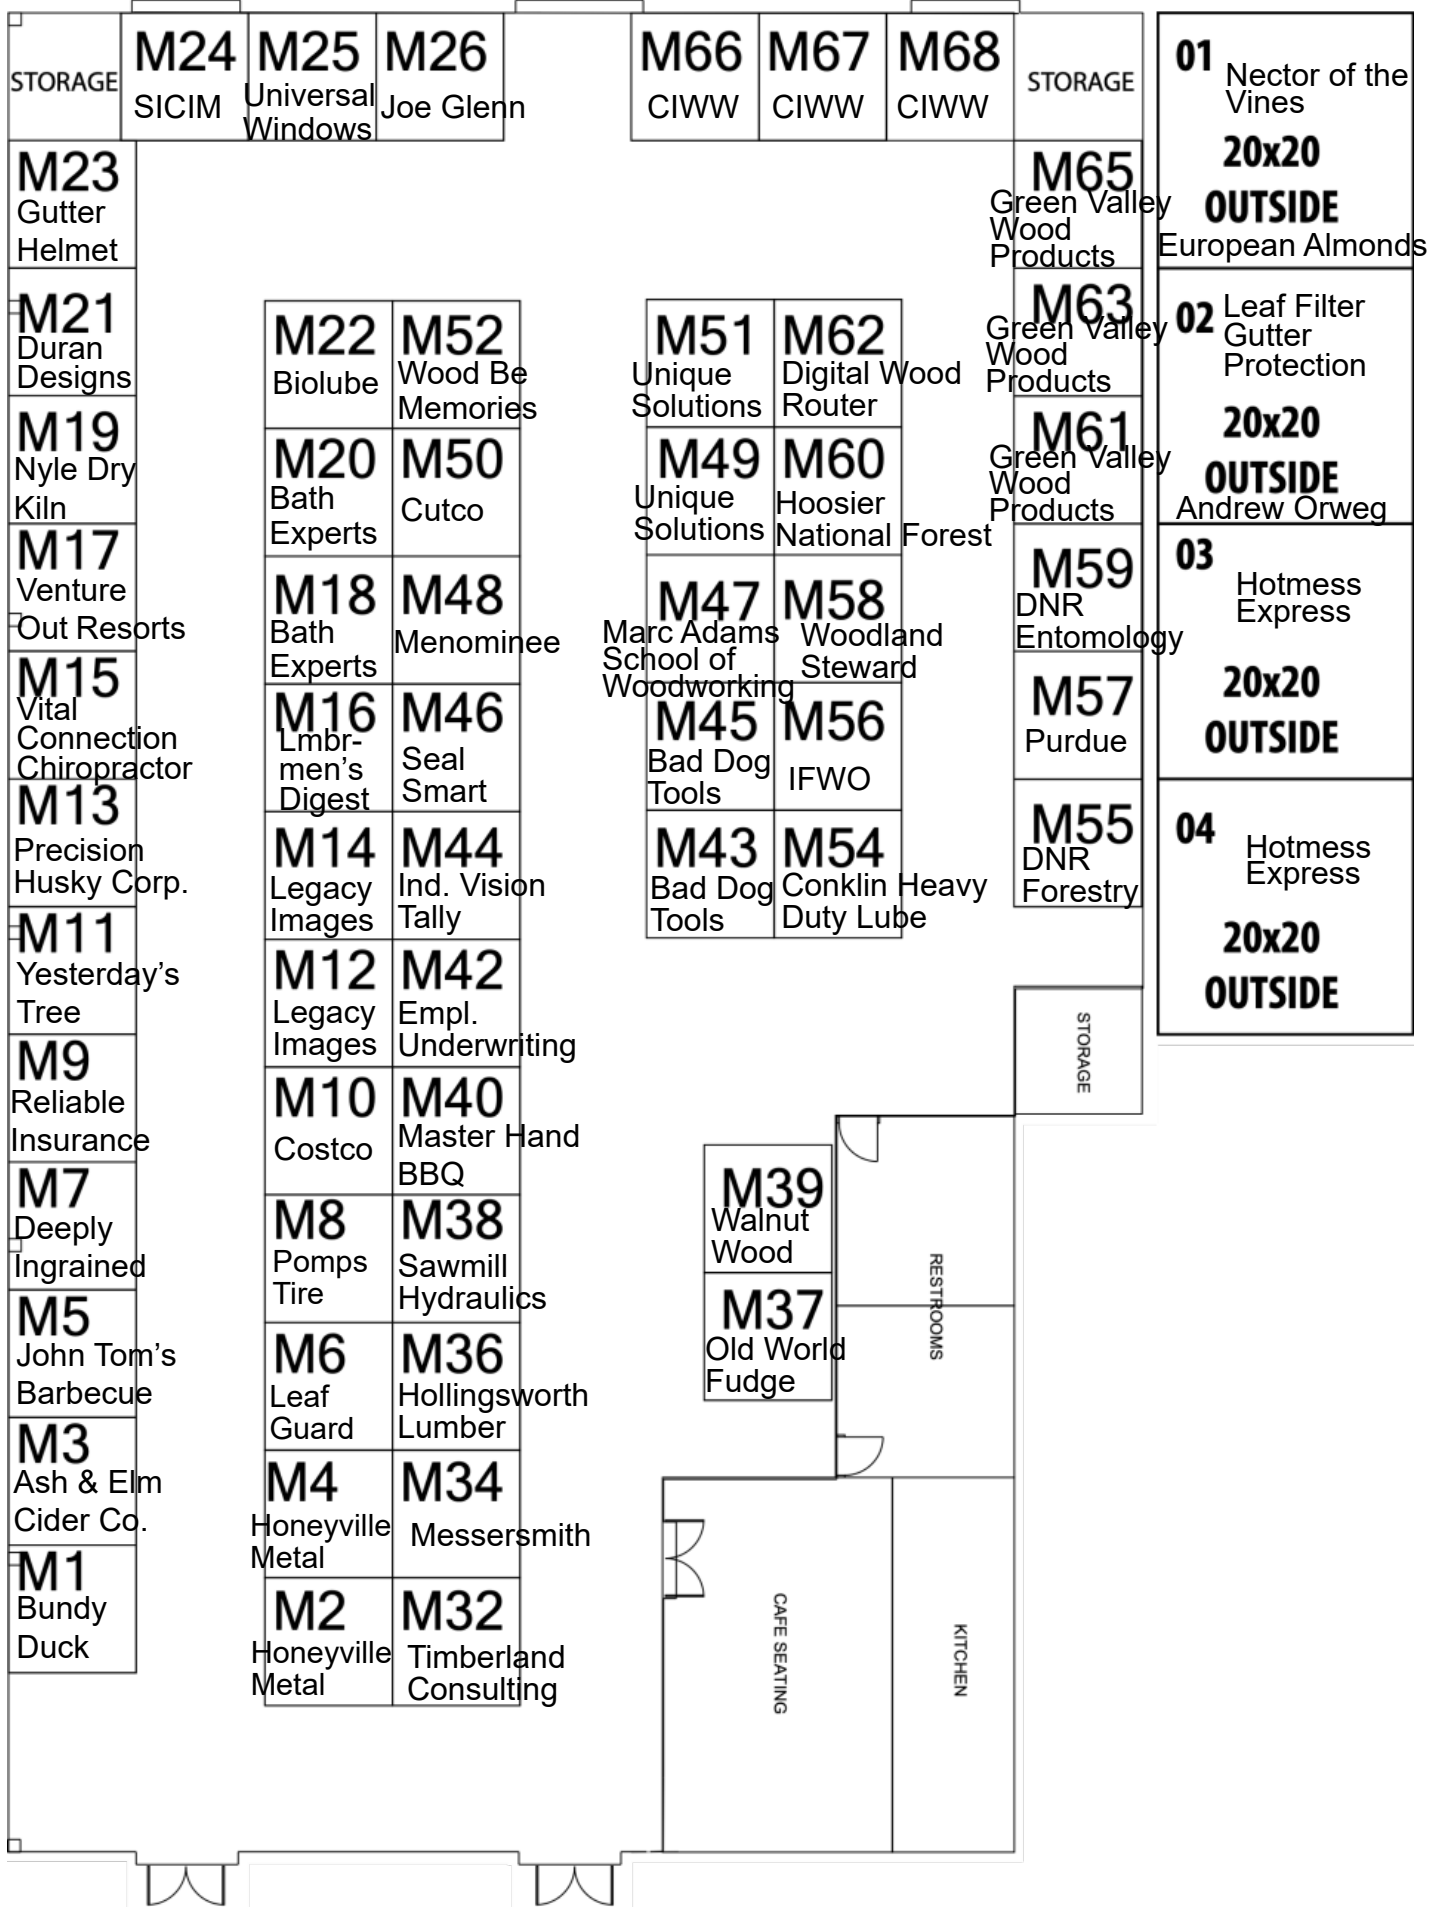 STORAGE
M24
SICIM
M25
Universal
Windows
M26
Joe Glenn
M66
CIWW
M67
CIWW
M68
CIWW
STORAGE
M23
Gutter
Helmet
M21
Duran
Designs
M19
Nyle Dry
Kiln
M17
Venture
Out Resorts
M15
Vital
Connection
Chiropractor
M13
Precision
Husky Corp.
M11
Yesterday's
Tree
M9
Reliable
Insurance
M7
Deeply
Ingrained
M5
John Tom's
Barbecue
M3
Ash & Elm
Cider Co.
M1
Bundy
Duck
M22
Biolube
M52
Wood Be
Memories
M20
Bath
Experts
M50
Cutco
M18
Bath
Experts
M48
Menominee
M16
Lmbr-
men's
Digest
M46
Seal
Smart
M14
Legacy
Images
M44
Ind. Vision
Tally
M12
Legacy
Images
M42
Empl.
Underwriting
M10
Costco
M40
Master Hand
BBQ
M8
Pomps
Tire
M38
Sawmill
Hydraulics
M6
Leaf
Guard
M36
Hollingsworth
Lumber
M4
Honeyville
Metal
M34
Messersmith
M2
Honeyville
Metal
M32
Timberland
Consulting
M51
Unique
Solutions
M62
Digital Wood
Router
M49
Unique
Solutions
M60
Hoosier
National Forest
M47
Marc Adams
School of
Woodworking
M58
Woodland
Steward
M45
Bad Dog
Tools
M56
IFWO
M43
Bad Dog
Tools
M54
Conklin Heavy
Duty Lube
M65
Green Valley
Wood
Products
M63
Green Valley
Wood
Products
M61
Green Valley
Wood
Products
M59
DNR
Entomology
M57
Purdue
M55
DNR
Forestry
STORAGE
M39
Walnut
Wood
M37
Old World
Fudge
RESTROOMS
CAFE SEATING
KITCHEN
01
Nector of the
Vines
20x20
OUTSIDE
European Almonds
02
Leaf Filter
Gutter
Protection
20x20
OUTSIDE
Andrew Orweg
03
Hotmess
Express
20x20
OUTSIDE
04
Hotmess
Express
20x20
OUTSIDE